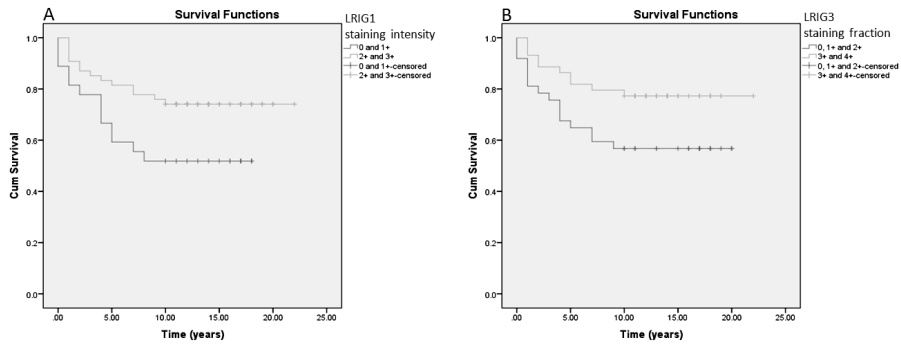 A
Survival Functions
LRIG1
staining intensity
0 and 1+
2+ and 3+
0 and 1+-censored
2+ and 3+-censored
Cum Survival
1.0
0.8
0.6
0.4
0.2
0.0
.00
5.00
10.00
15.00
20.00
25.00
Time (years)
B
Survival Functions
LRIG3
staining fraction
0, 1+ and 2+
3+ and 4+
0, 1+ and 2+-censored
3+ and 4+-censored
Cum Survival
1.0
0.8
0.6
0.4
0.2
0.0
.00
5.00
10.00
15.00
20.00
25.00
Time (years)